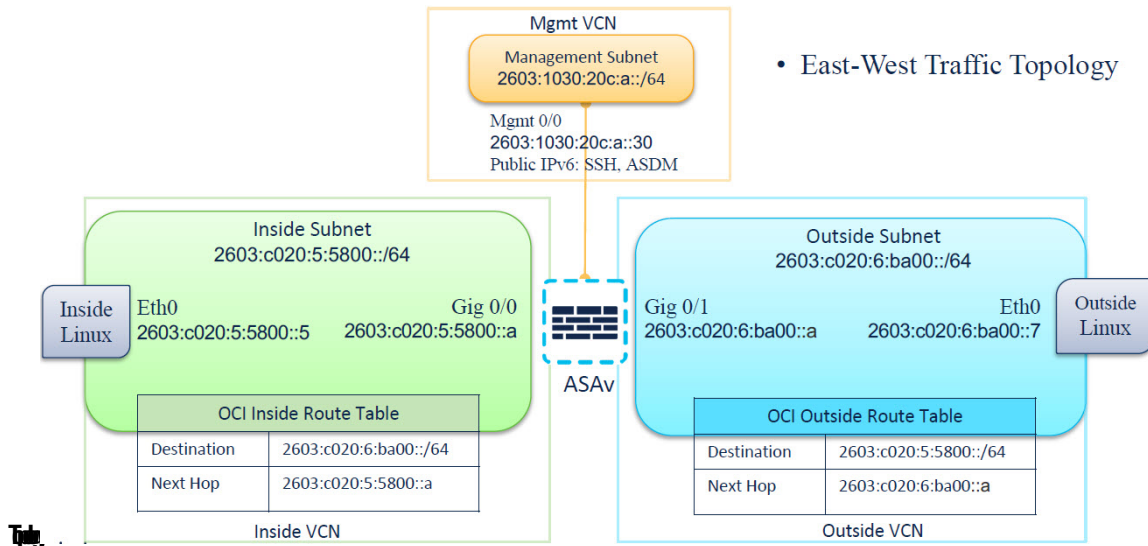 Mgmt VCN
Management Subnet
2603:1030:20c:a::/64
• East-West Traffic Topology
Mgmt 0/0
2603:1030:20c:a::30
Public IPv6: SSH, ASDM
Inside Subnet
2603:c020:5:5800::/64
Outside Subnet
2603:c020:6:ba00::/64
Inside
Linux
Eth0
2603:c020:5:5800::5
Gig 0/0
2603:c020:5:5800::a
ASAv
Gig 0/1
2603:c020:6:ba00::a
Eth0
2603:c020:6:ba00::7
Outside
Linux
OCI Inside Route Table
Destination 2603:c020:6:ba00::/64
Next Hop 2603:c020:5:5800::a
OCI Outside Route Table
Destination 2603:c020:5:5800::/64
Next Hop 2603:c020:6:ba00::a
Inside VCN
Outside VCN